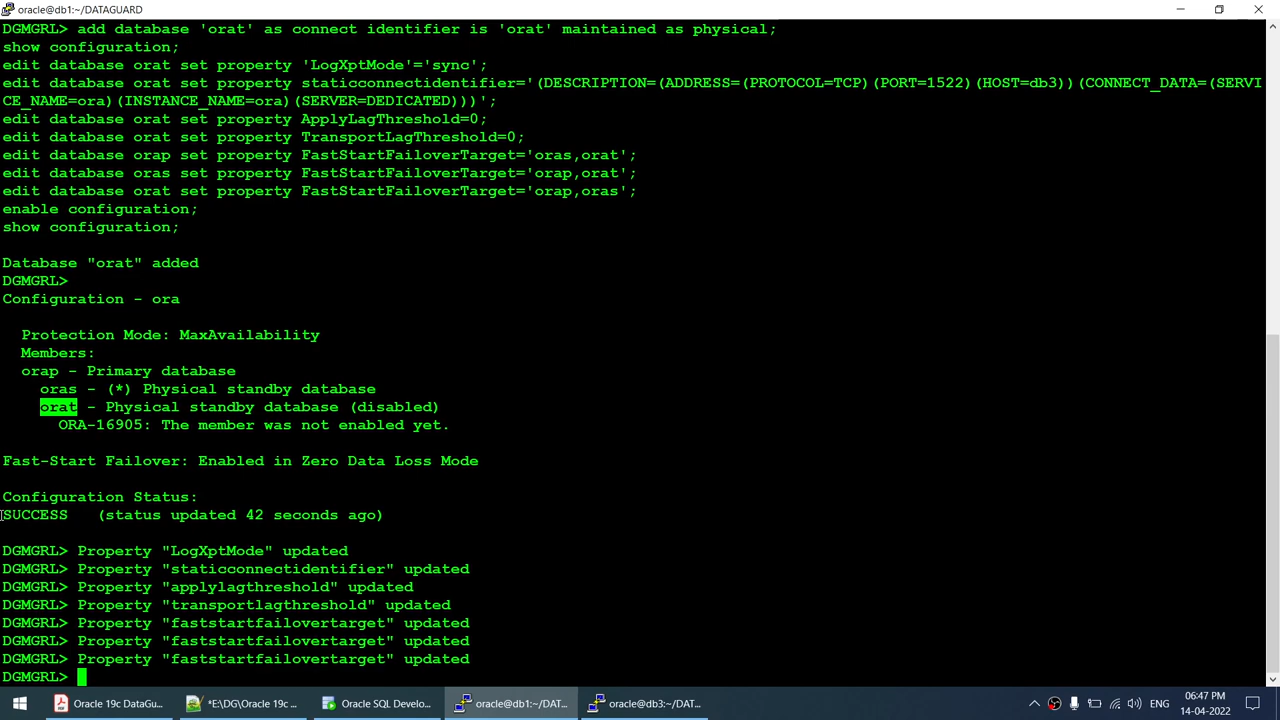 oracle@db1:~/DATAGUARD
DGMGRL> add database 'orat' as connect identifier is 'orat' maintained as physical;
show configuration;
edit database orat set property 'LogXptMode'='sync';
edit database orat set property staticconnectidentifier='(DESCRIPTION=(ADDRESS=(PROTOCOL=TCP)(PORT=1522)(HOST=db3))(CONNECT_DATA=(SERVI
CE_NAME=ora)(INSTANCE_NAME=ora)(SERVER=DEDICATED)))';
edit database orat set property ApplyLagThreshold=0;
edit database orat set property TransportLagThreshold=0;
edit database orap set property FastStartFailoverTarget='oras,orat';
edit database oras set property FastStartFailoverTarget='orap,orat';
edit database orat set property FastStartFailoverTarget='orap,oras';
enable configuration;
show configuration;
Database "orat" added
DGMGRL>
Configuration - ora
Protection Mode: MaxAvailability
Members:
orap - Primary database
oras - (*) Physical standby database
orat - Physical standby database (disabled)
ORA-16905: The member was not enabled yet.
Fast-Start Failover: Enabled in Zero Data Loss Mode
Configuration Status:
SUCCESS   (status updated 42 seconds ago)
DGMGRL> Property "LogXptMode" updated
DGMGRL> Property "staticconnectidentifier" updated
DGMGRL> Property "applylagthreshold" updated
DGMGRL> Property "transportlagthreshold" updated
DGMGRL> Property "faststartfailovertarget" updated
DGMGRL> Property "faststartfailovertarget" updated
DGMGRL> Property "faststartfailovertarget" updated
DGMGRL>
Oracle 19c DataGu... *E:\DG\Oracle 19c ... Oracle SQL Develo... oracle@db1:~/DAT... oracle@db3:~/DAT... ENG 06:47 PM
14-04-2022